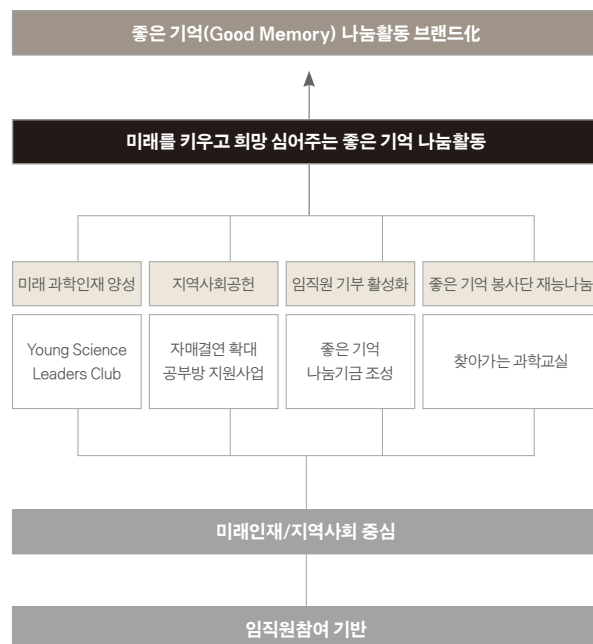 좋은 기억(Good Memory) 나눔활동 브랜드化
미래를 키우고 희망 심어주는 좋은 기억 나눔활동
미래 과학인재 양성
지역사회공헌
임직원 기부 활성화
좋은 기억 봉사단 재능나눔
Young Science
Leaders Club
자매결연 확대
공부방 지원사업
좋은 기억
나눔기금 조성
찾아가는 과학교실
미래인재/지역사회 중심
임직원참여 기반